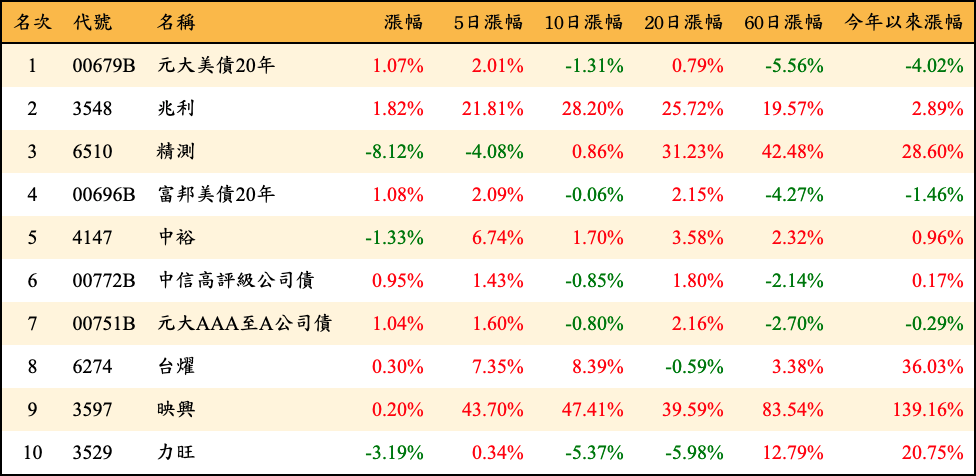 名次 代號 名稱 漲幅 5日漲幅 10日漲幅 20日漲幅 60日漲幅 今年以來漲幅
1 00679B 元大美債20年 1.07% 2.01% -1.31% 0.79% -5.56% -4.02%
2 3548 兆利 1.82% 21.81% 28.20% 25.72% 19.57% 2.89%
3 6510 精測 -8.12% -4.08% 0.86% 31.23% 42.48% 28.60%
4 00696B 富邦美債20年 1.08% 2.09% -0.06% 2.15% -4.27% -1.46%
5 4147 中裕 -1.33% 6.74% 1.70% 3.58% 2.32% 0.96%
6 00772B 中信高評級公司債 0.95% 1.43% -0.85% 1.80% -2.14% 0.17%
7 00751B 元大AAA至A公司債 1.04% 1.60% -0.80% 2.16% -2.70% -0.29%
8 6274 台燿 0.30% 7.35% 8.39% -0.59% 3.38% 36.03%
9 3597 映興 0.20% 43.70% 47.41% 39.59% 83.54% 139.16%
10 3529 力旺 -3.19% 0.34% -5.37% -5.98% 12.79% 20.75%